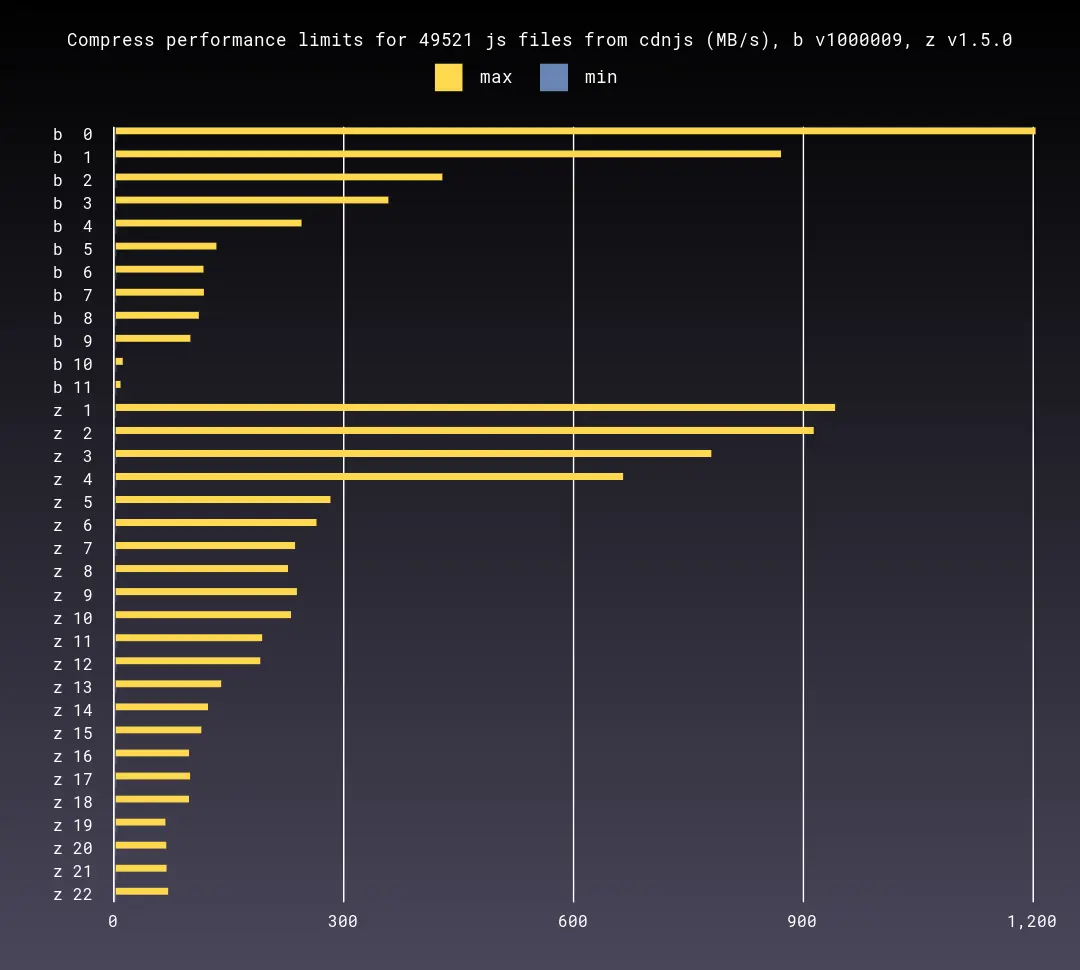 Compress performance limits for 49521 js files from cdnjs (MB/s), b v1000009, z v1.5.0
max min
b 0
b 1
b 2
b 3
b 4
b 5
b 6
b 7
b 8
b 9
b 10
b 11
z 1
z 2
z 3
z 4
z 5
z 6
z 7
z 8
z 9
z 10
z 11
z 12
z 13
z 14
z 15
z 16
z 17
z 18
z 19
z 20
z 21
z 22
0 300 600 900 1,200